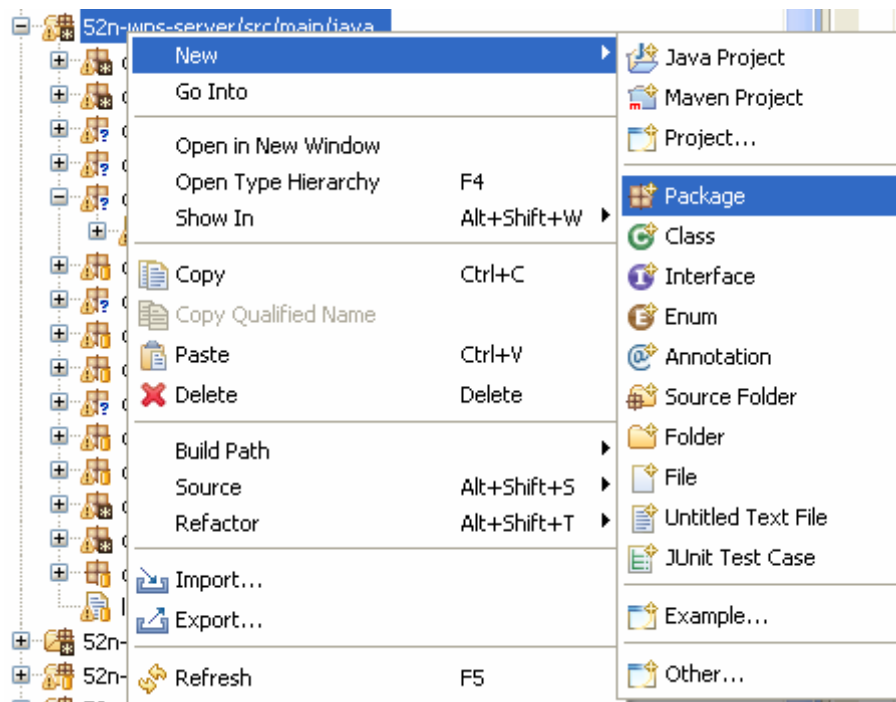 52n-wps-server/src/main/java
New
Go Into
Open in New Window
Open Type Hierarchy F4
Show In Alt+Shift+W
Copy Ctrl+C
Copy Qualified Name
Paste Ctrl+V
Delete Delete
Build Path
Source Alt+Shift+S
Refactor Alt+Shift+T
Import...
Export...
Refresh F5
Java Project
Maven Project
Project...
Package
Class
Interface
Enum
Annotation
Source Folder
Folder
File
Untitled Text File
JUnit Test Case
Example...
Other...
52n-
52n-